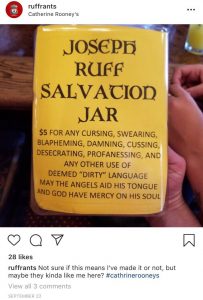 ruffrants
Catherine Rooney's
JOSEPH
RUFF
SALVATION
JAR
$$ FOR ANY CURSING, SWEARING,
BLAPHEMING, DAMNING, CUSSING,
DESECRATING, PROFANESSING, AND
ANY OTHER USE OF
DEEMED "DIRTY" LANGUAGE
MAY THE ANGELS AID HIS TONGUE
AND GOD HAVE MERCY ON HIS SOUL
28 likes
ruffrants Not sure if this means I've made it or not, but
maybe they kinda like me here? #cathrinerooneys
View all 3 comments
SEPTEMBER 22